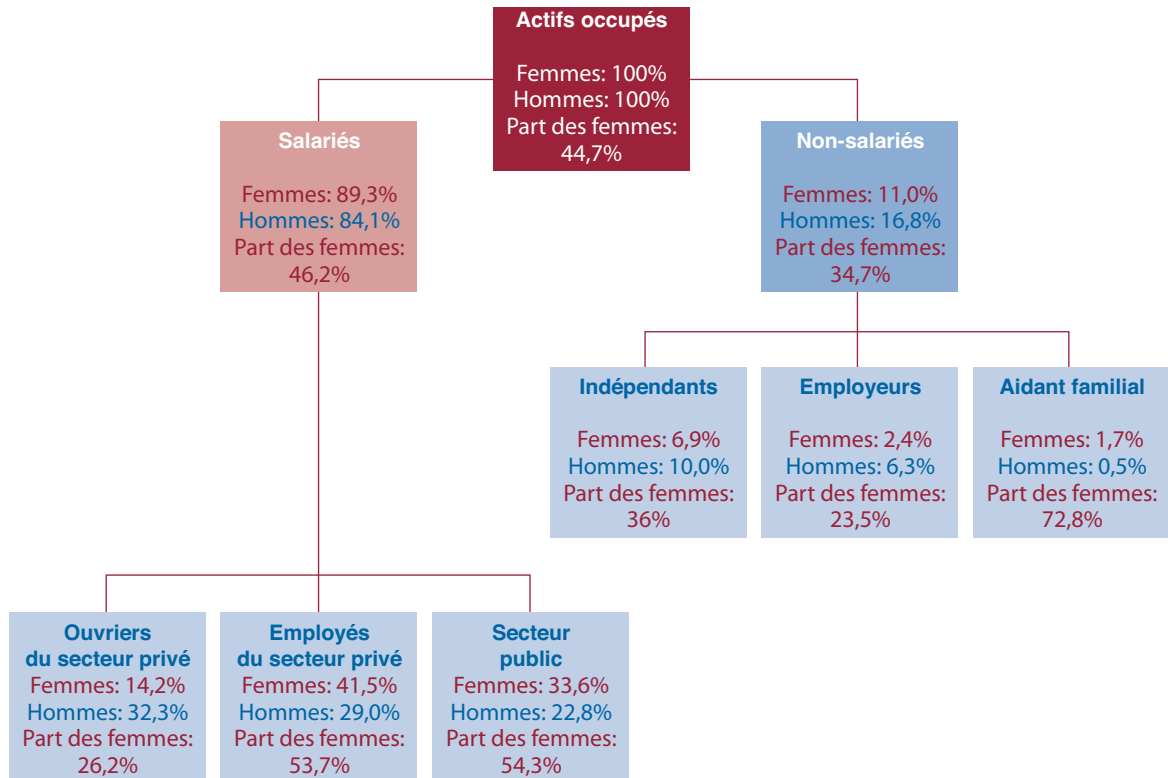 Actifs occupés
Femmes: 100%
Hommes: 100%
Part des femmes:
44,7%
Salariés
Femmes: 89,3%
Hommes: 84,1%
Part des femmes:
46,2%
Non-salariés
Femmes: 11,0%
Hommes: 16,8%
Part des femmes:
34,7%
Indépendants
Femmes: 6,9%
Hommes: 10,0%
Part des femmes:
36%
Employeurs
Femmes: 2,4%
Hommes: 6,3%
Part des femmes:
23,5%
Aidant familial
Femmes: 1,7%
Hommes: 0,5%
Part des femmes:
72,8%
Ouvriers
du secteur privé
Femmes: 14,2%
Hommes: 32,3%
Part des femmes:
26,2%
Employés
du secteur privé
Femmes: 41,5%
Hommes: 29,0%
Part des femmes:
53,7%
Secteur
public
Femmes: 33,6%
Hommes: 22,8%
Part des femmes:
54,3%